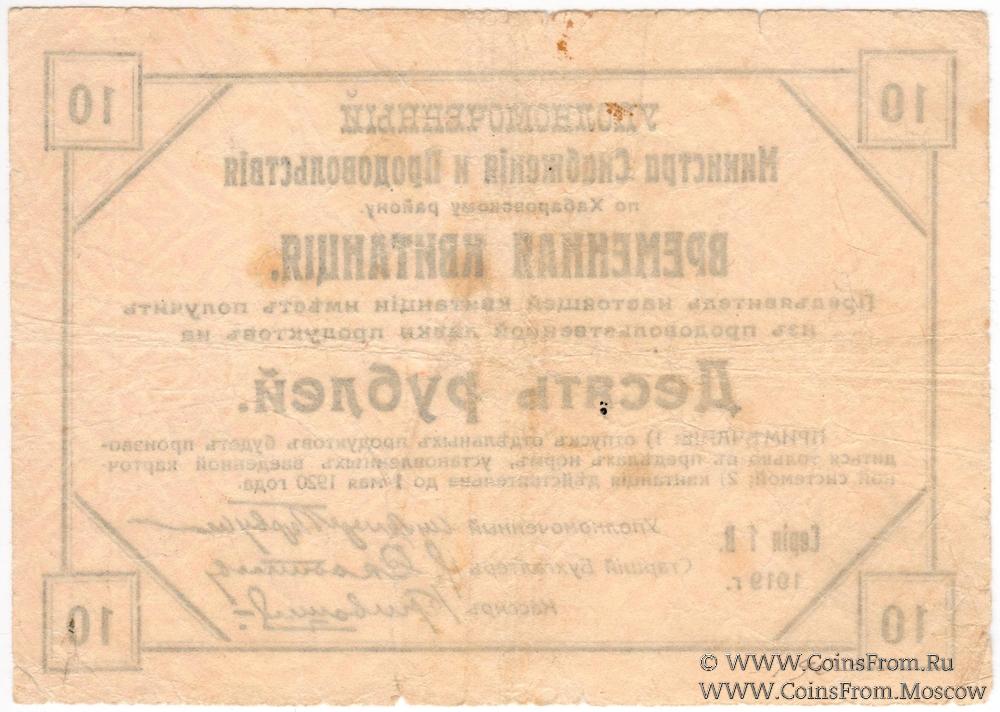 10 10
УПОЛНОМОЧЕННЫЙ
Министра Снабженія и Продовольствія
по Хабаровскому району.
ВРЕМЕННАЯ КВИТАНЦІЯ.
Предъявитель настоящей квитанціи имѣетъ получить
изъ продовольственной лавки продуктовъ на
Десять рублей.
ПРИМѢЧАНІЕ: 1) отпускъ отдѣльныхъ продуктовъ будетъ произво-
диться только въ предѣлахъ нормъ, установленныхъ введенной карточ-
ной системой; 2) квитанція дѣйствительна до 1 мая 1920 года.
Серія 1 В. Уполномоченный
1919 г. Старшій Бухгалтеръ
Кассиръ
10 10
© WWW.CoinsFrom.Ru
WWW.CoinsFrom.Moscow